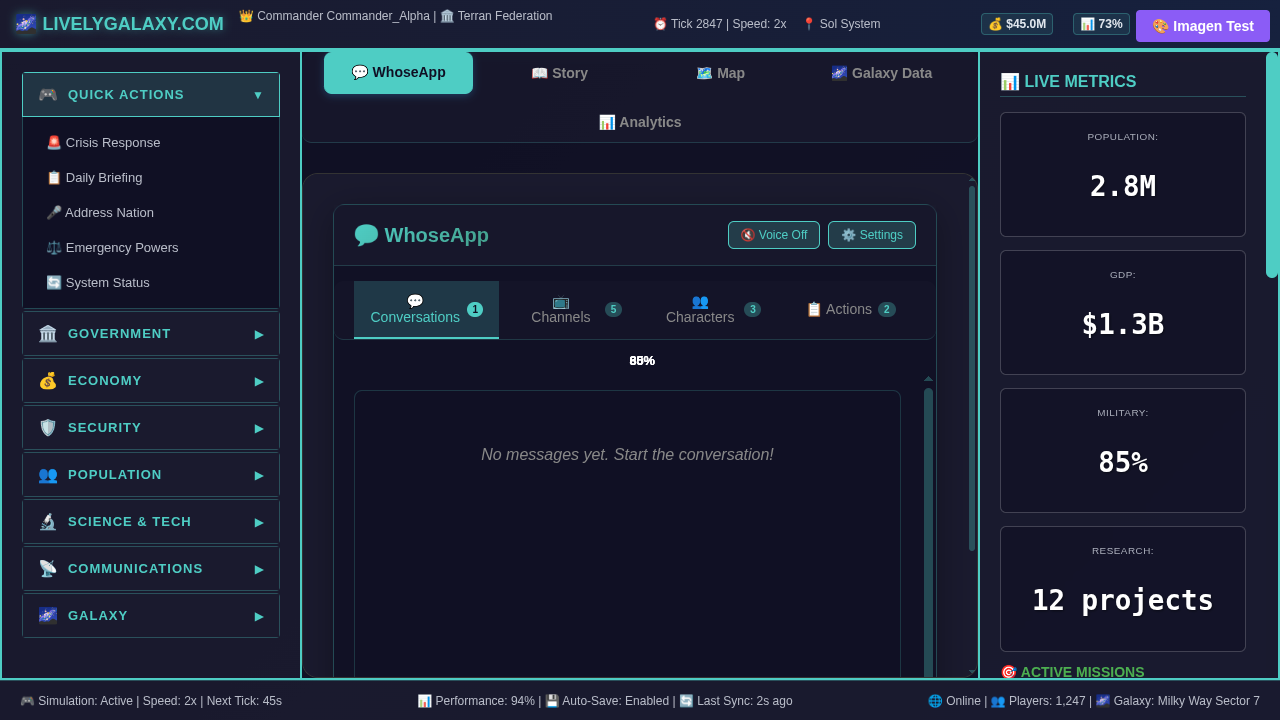 🌌 LIVELYGALAXY.COM
👑 Commander Commander_Alpha | 🏛️ Terran Federation
⏰ Tick 2847 | Speed: 2x
📍 Sol System
💰 $45.0M
📊 73%
🎨 Imagen Test
🎮 QUICK ACTIONS ▼
🚨 Crisis Response
📋 Daily Briefing
🎤 Address Nation
⚖️ Emergency Powers
🔄 System Status
🏛️ GOVERNMENT ▶
💰 ECONOMY ▶
🛡️ SECURITY ▶
👥 POPULATION ▶
🔬 SCIENCE & TECH ▶
📡 COMMUNICATIONS ▶
🌌 GALAXY ▶
💬 WhoseApp
📖 Story
🗺️ Map
🌌 Galaxy Data
📊 Analytics
💬 WhoseApp
🔇 Voice Off
⚙️ Settings
💬 Conversations 1
📺 Channels 5
👥 Characters 3
📋 Actions 2
No messages yet. Start the conversation!
📊 LIVE METRICS
POPULATION:
2.8M
GDP:
$1.3B
MILITARY:
85%
RESEARCH:
12 projects
🎯 ACTIVE MISSIONS
🎮 Simulation: Active | Speed: 2x | Next Tick: 45s
📊 Performance: 94% | 💾 Auto-Save: Enabled | 🔄 Last Sync: 2s ago
🌐 Online | 👥 Players: 1,247 | 🌌 Galaxy: Milky Way Sector 7